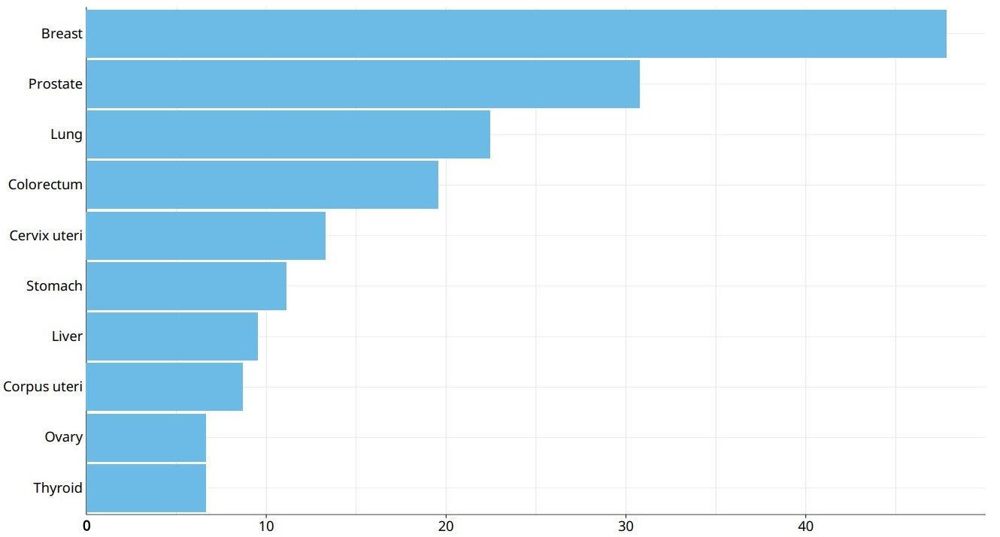 Breast
Prostate
Lung
Colorectum
Cervix uteri
Stomach
Liver
Corpus uteri
Ovary
Thyroid
0 10 20 30 40